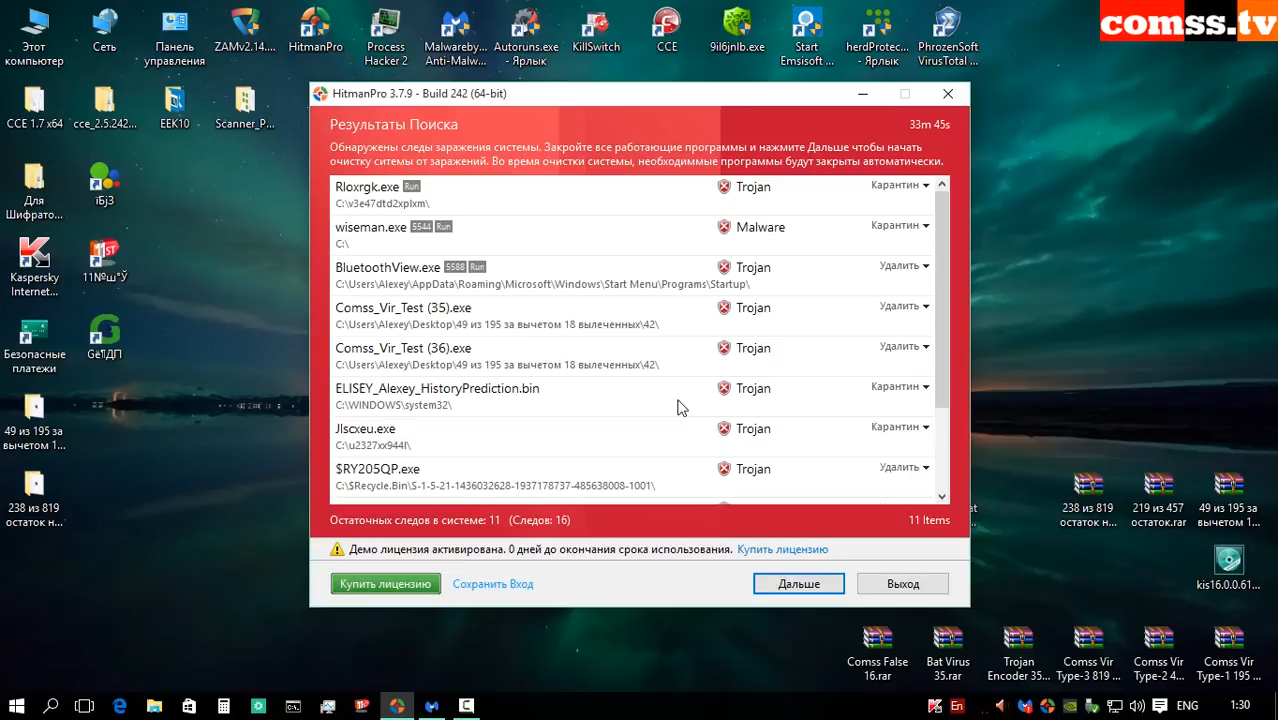 comss.tv
Этот компьютер
Сеть
Панель управления
ZAMv2.14....
HitmanPro
Process Hacker 2
Malwareby... Anti-Malw...
Autoruns.exe - Ярлык
KillSwitch
CCE
9il6jnlb.exe
Start Emsisoft ...
herdProtec... - Ярлык
PhrozenSoft VirusTotal ...
CCE 1.7 x64
cce_2.5.242...
EEK10
Scanner_P...
Для Шифрато...
їБј3
Kaspersky Internet...
Безопасные платежи
49 из 195 за вычетом 1...
238 из 819 остаток н...
HitmanPro 3.7.9 - Build 242 (64-bit)
Результаты Поиска
33m 45s
Обнаружены следы заражения системы. Закройте все работающие программы и нажмите Дальше чтобы начать
очистку ситемы от заражений. Во время очистки системы, необходиммые программы будут закрыты автоматически.
Rloxrgk.exe Run Trojan Карантин
C:\v3e47dtd2xplxm\
wiseman.exe 5544 Run Malware Карантин
C:\
BluetoothView.exe 5588 Run Trojan Удалить
C:\Users\Alexey\AppData\Roaming\Microsoft\Windows\Start Menu\Programs\Startup\
Comss_Vir_Test (35).exe Trojan Удалить
C:\Users\Alexey\Desktop\49 из 195 за вычетом 18 вылеченных\42\
Comss_Vir_Test (36).exe Trojan Удалить
C:\Users\Alexey\Desktop\49 из 195 за вычетом 18 вылеченных\42\
ELISEY_Alexey_HistoryPrediction.bin Trojan Карантин
C:\WINDOWS\system32\
Jlscxeu.exe Trojan Карантин
C:\u2327xx944f\
$RY205QP.exe Trojan Удалить
C:\$Recycle.Bin\S-1-5-21-1436032628-1937178737-485638008-1001\
Остаточных следов в системе: 11 (Следов: 16)
11 Items
Демо лицензия активирована. 0 дней до окончания срока использования. Купить лицензию
Купить лицензию
Сохранить Вход
Дальше
Выход
238 из 819 остаток н...
219 из 457 остаток.rar
49 из 195 за вычетом 1...
kis16.0.0.61...
Comss False 16.rar
Bat Virus 35.rar
Trojan Encoder 35...
Comss Vir Type-3 819 ...
Comss Vir Type-2 4...
Comss Vir Type-1 195 ...
En
ENG
1:30